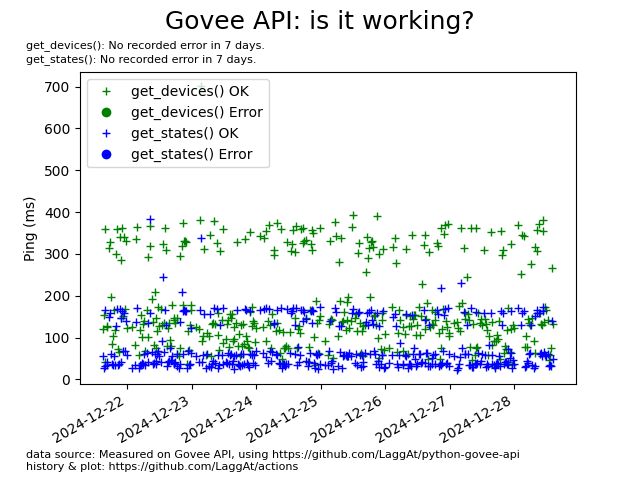 Govee API: is it working?
get_devices(): No recorded error in 7 days.
get_states(): No recorded error in 7 days.
700
600
500
400
300
200
100
0
Ping (ms)
get_devices() OK
get_devices() Error
get_states() OK
get_states() Error
2024-12-22
2024-12-23
2024-12-24
2024-12-25
2024-12-26
2024-12-27
2024-12-28
data source: Measured on Govee API, using https://github.com/LaggAt/python-govee-api
history & plot: https://github.com/LaggAt/actions